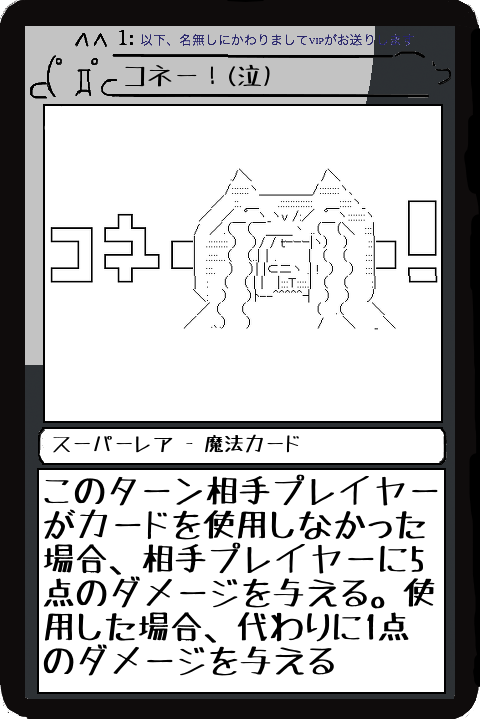 1: 以下、名無しにかわりましてVIPがお送りします
コネー！(泣)
コネー！
スーパーレア - 魔法カード
このターン相手プレイヤー
がカードを使用しなかった
場合、相手プレイヤーに5
点のダメージを与える。使
用した場合、代わりに1点
のダメージを与える